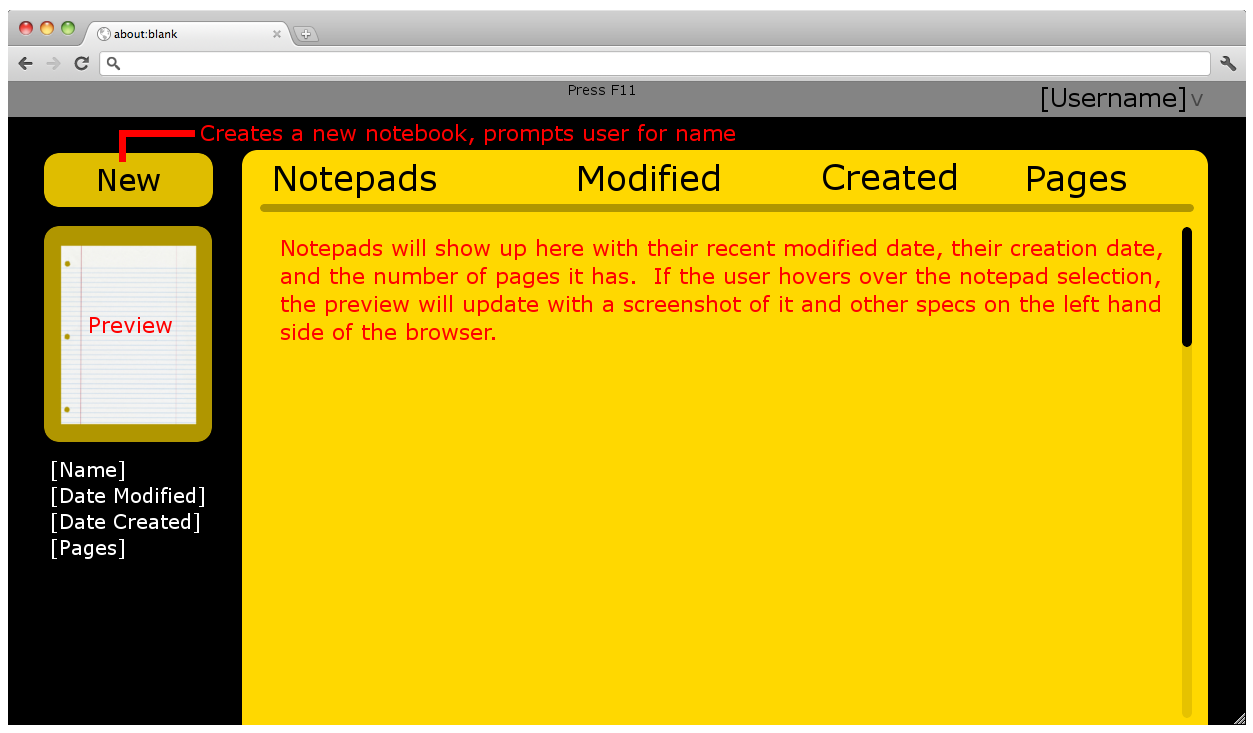 about:blank
Press F11
[Username] v
Creates a new notebook, prompts user for name
New
Notepads Modified Created Pages
Notepads will show up here with their recent modified date, their creation date,
and the number of pages it has.  If the user hovers over the notepad selection,
the preview will update with a screenshot of it and other specs on the left hand
side of the browser.
Preview
[Name]
[Date Modified]
[Date Created]
[Pages]